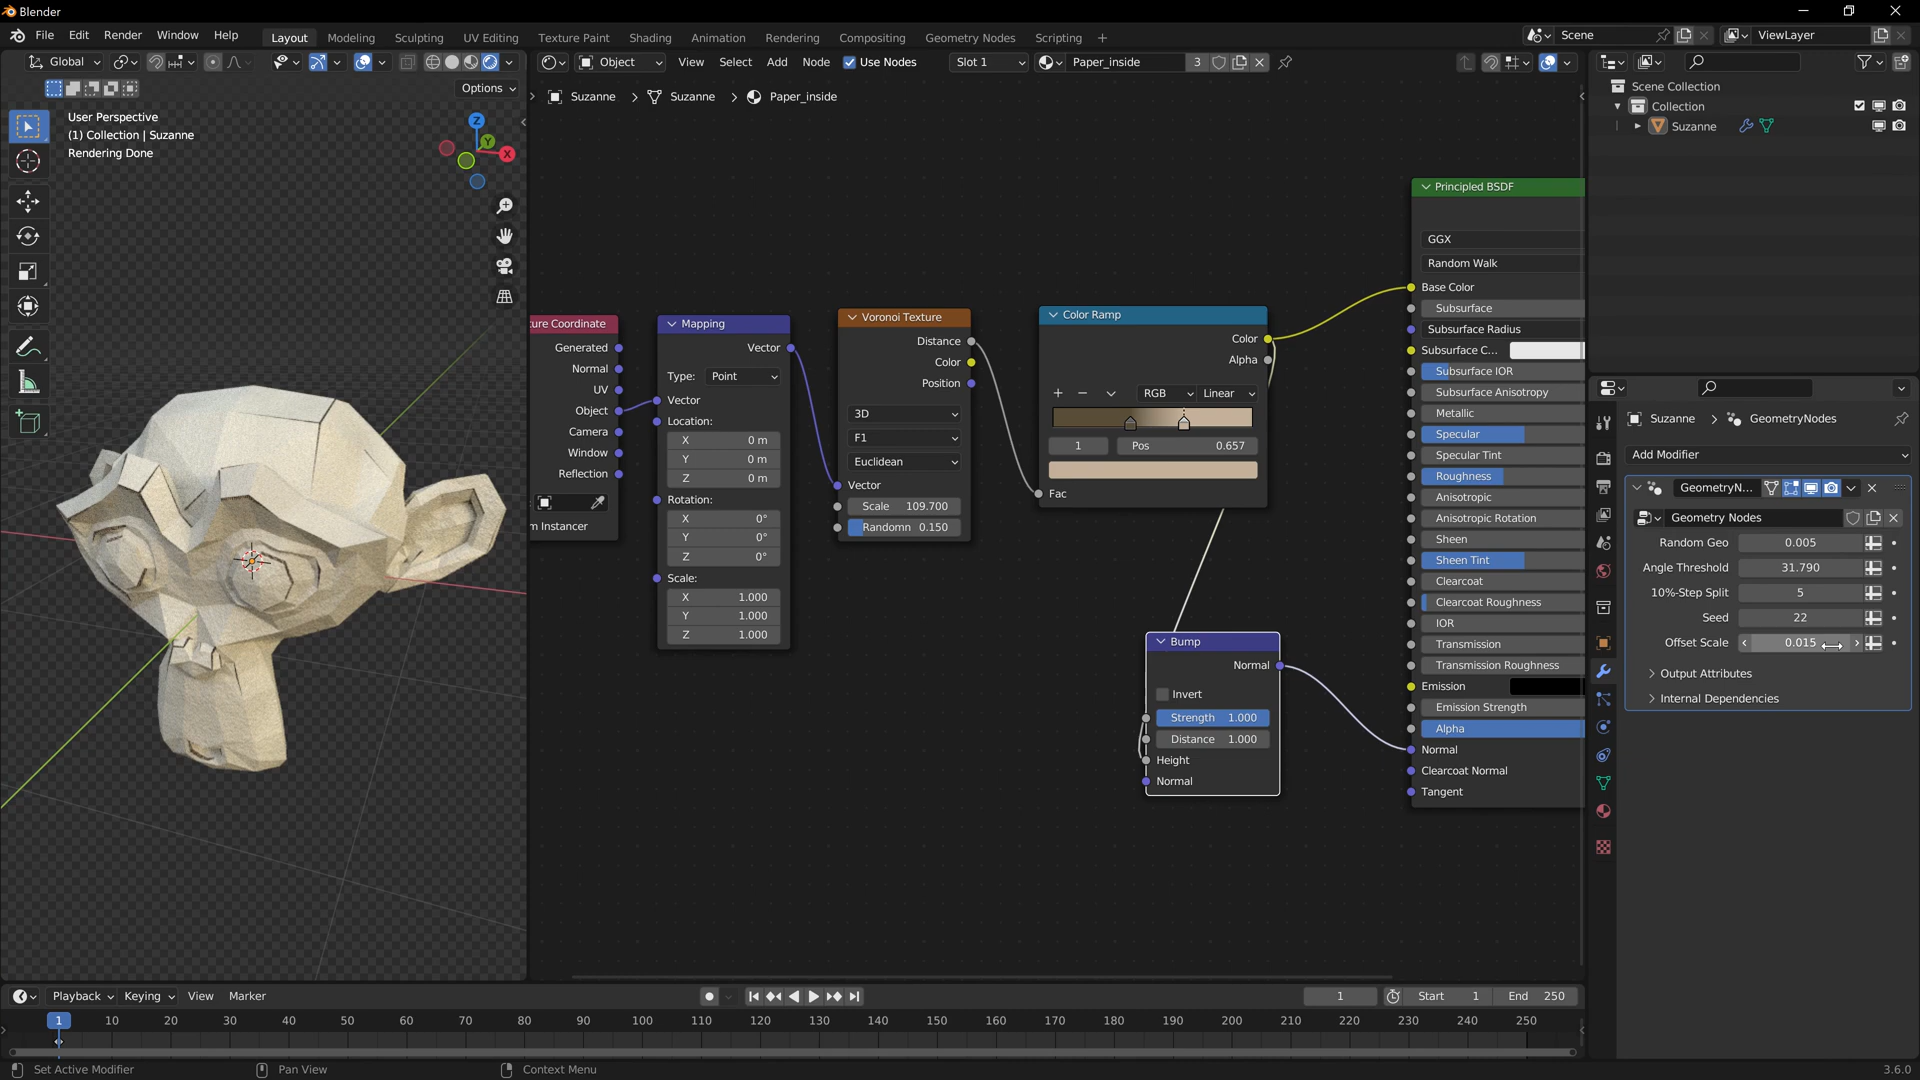 Blender
File Edit Render Window Help
Layout Modeling Sculpting UV Editing Texture Paint Shading Animation Rendering Compositing Geometry Nodes Scripting +
Scene
ViewLayer
Global
Options
User Perspective
(1) Collection | Suzanne
Rendering Done
Z
Y
X
Object View Select Add Node Use Nodes Slot 1 Paper_inside 3
Suzanne > Suzanne > Paper_inside
ure Coordinate
Generated
Normal
UV
Object
Camera
Window
Reflection
m Instancer
Mapping
Vector
Type: Point
Vector
Location:
X 0 m
Y 0 m
Z 0 m
Rotation:
X 0°
Y 0°
Z 0°
Scale:
X 1.000
Y 1.000
Z 1.000
Voronoi Texture
Distance
Color
Position
3D
F1
Euclidean
Vector
Scale 109.700
Randomn 0.150
Color Ramp
Color
Alpha
+ − RGB Linear
1 Pos 0.657
Fac
Bump
Normal
Invert
Strength 1.000
Distance 1.000
Height
Normal
Principled BSDF
GGX
Random Walk
Base Color
Subsurface
Subsurface Radius
Subsurface C...
Subsurface IOR
Subsurface Anisotropy
Metallic
Specular
Specular Tint
Roughness
Anisotropic
Anisotropic Rotation
Sheen
Sheen Tint
Clearcoat
Clearcoat Roughness
IOR
Transmission
Transmission Roughness
Emission
Emission Strength
Alpha
Normal
Clearcoat Normal
Tangent
Scene Collection
Collection
Suzanne
Suzanne > GeometryNodes
Add Modifier
GeometryN...
Geometry Nodes
Random Geo 0.005
Angle Threshold 31.790
10%-Step Split 5
Seed 22
Offset Scale 0.015
Output Attributes
Internal Dependencies
Playback Keying View Marker
1 Start 1 End 250
1 10 20 30 40 50 60 70 80 90 100 110 120 130 140 150 160 170 180 190 200 210 220 230 240 250
Set Active Modifier Pan View Context Menu 3.6.0